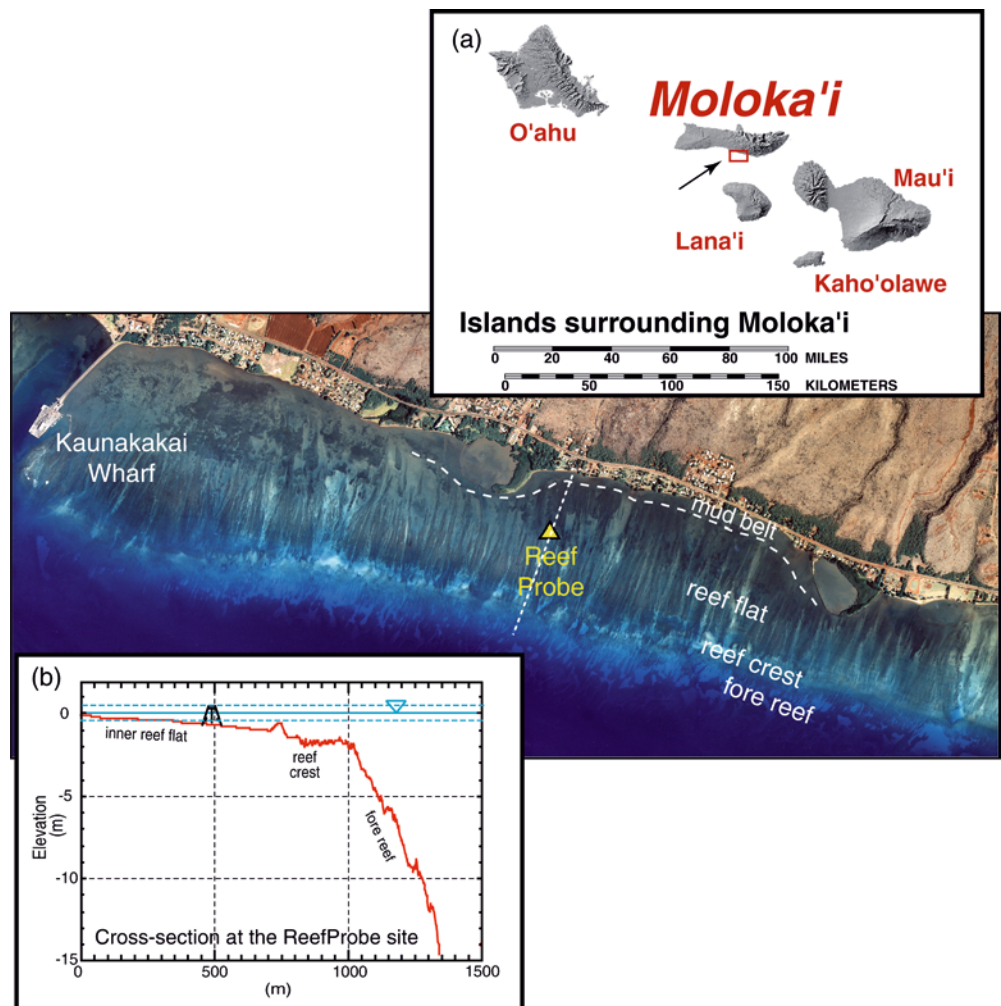 (a)
Moloka'i
O'ahu
Mau'i
Lana'i
Kaho'olawe
Islands surrounding Moloka'i
0 20 40 60 80 100 MILES
0 50 100 150 KILOMETERS
Kaunakakai
Wharf
mud belt
Reef
Probe
reef flat
reef crest
fore reef
(b)
0
inner reef flat
reef
crest
-5
Elevation
(m)
fore reef
-10
Cross-section at the ReefProbe site
-15
0 500 1000 1500
(m)